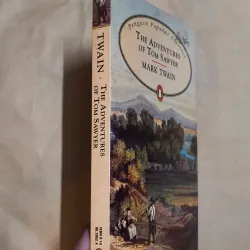 Penguin Popular Classics
THE ADVENTURES
OF TOM SAWYER
MARK TWAIN
TWAIN · THE ADVENTURES
OF TOM SAWYER